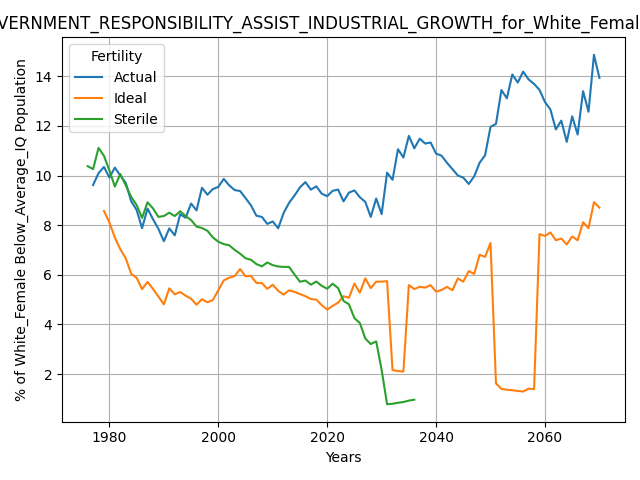 VERNMENT_RESPONSIBILITY_ASSIST_INDUSTRIAL_GROWTH_for_White_Femal
Fertility
Actual
Ideal
Sterile
% of White_Female Below_Average_IQ Population
14
12
10
8
6
4
2
1980 2000 2020 2040 2060
Years